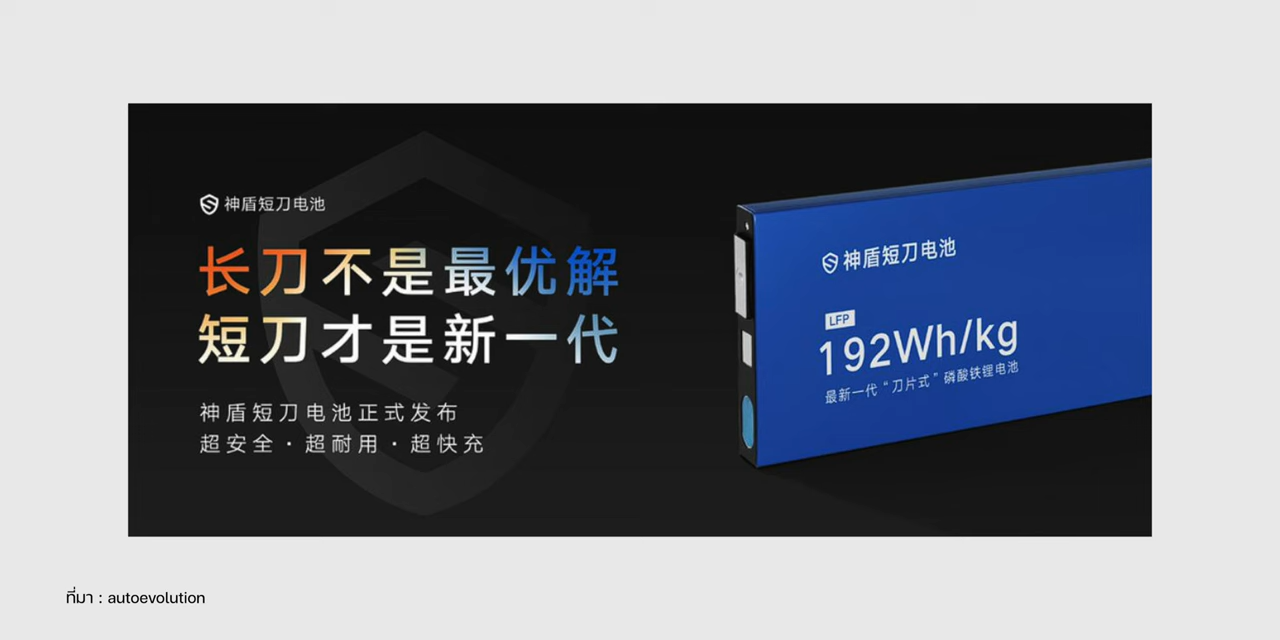 神盾短刀电池
长刀不是最优解
短刀才是新一代
神盾短刀电池正式发布
超安全·超耐用·超快充
神盾短刀电池
LFP
192Wh/kg
最新一代“刀片式”磷酸铁锂电池
ที่มา : autoevolution